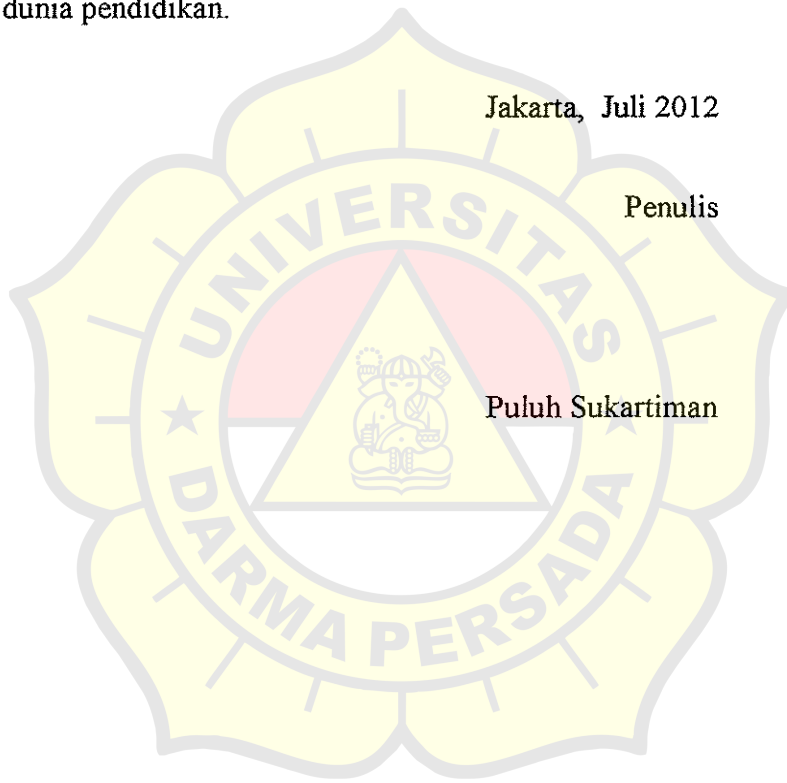 dunia pendidikan.
Jakarta, Juli 2012
Penulis
Puluh Sukartiman
UNIVERSITAS
DARMA PERSADA